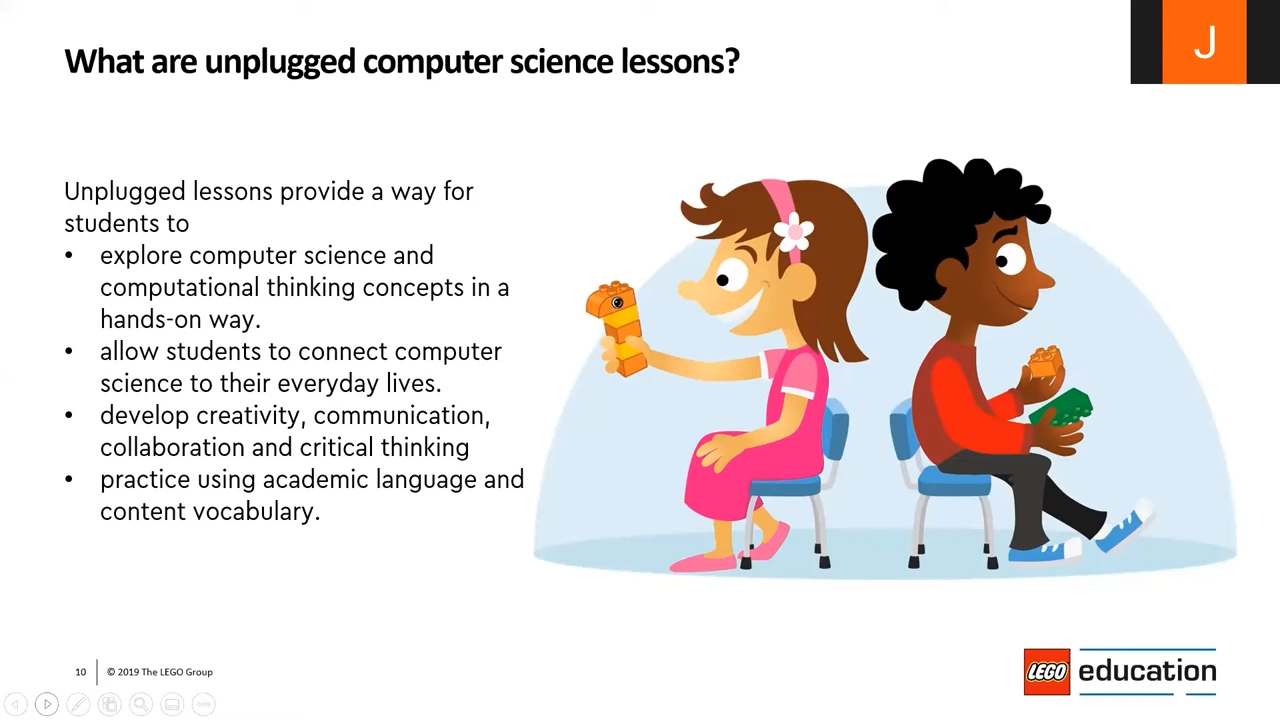 What are unplugged computer science lessons?
J
Unplugged lessons provide a way for
students to
• explore computer science and
computational thinking concepts in a
hands-on way.
• allow students to connect computer
science to their everyday lives.
• develop creativity, communication,
collaboration and critical thinking
• practice using academic language and
content vocabulary.
10 © 2019 The LEGO Group
LEGO education